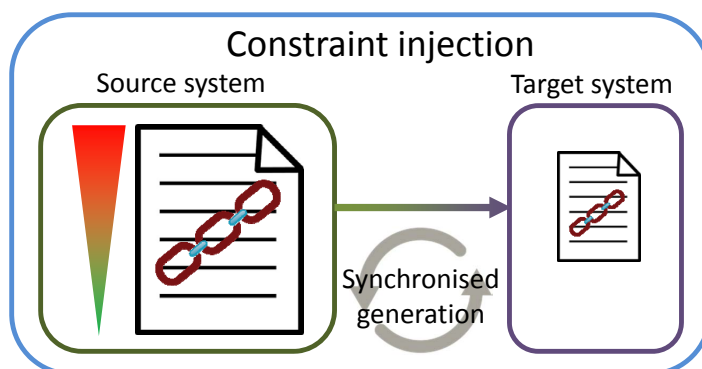 Constraint injection
Source system
Target system
Synchronised
generation